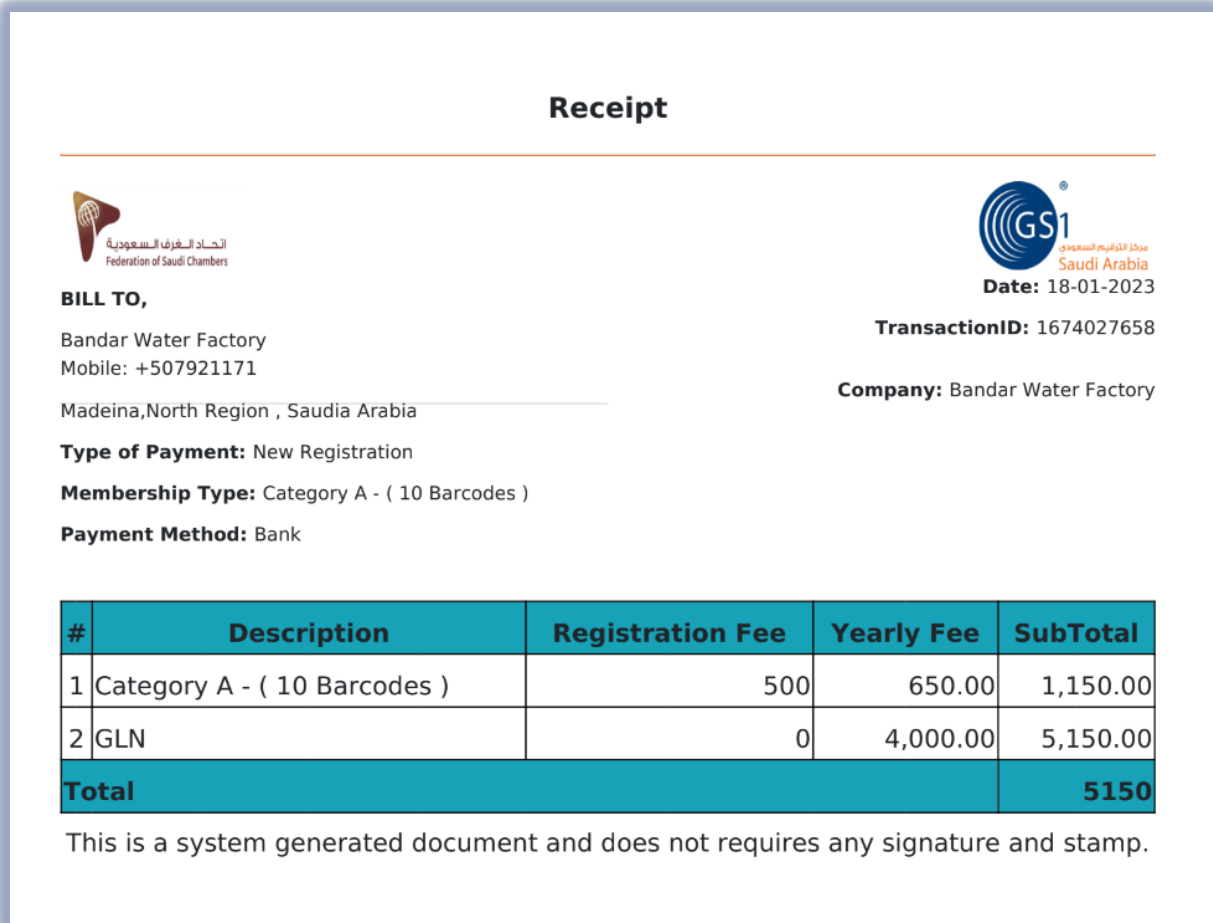 Receipt
اتحاد الغرف السعودية
Federation of Saudi Chambers
GS1
®
مركز الترقيم السعودي
Saudi Arabia
BILL TO,
Date: 18-01-2023
Bandar Water Factory
TransactionID: 1674027658
Mobile: +507921171
Company: Bandar Water Factory
Madeina,North Region , Saudia Arabia
Type of Payment: New Registration
Membership Type: Category A - ( 10 Barcodes )
Payment Method: Bank
# Description Registration Fee Yearly Fee SubTotal
1 Category A - ( 10 Barcodes ) 500 650.00 1,150.00
2 GLN 0 4,000.00 5,150.00
Total 5150
This is a system generated document and does not requires any signature and stamp.